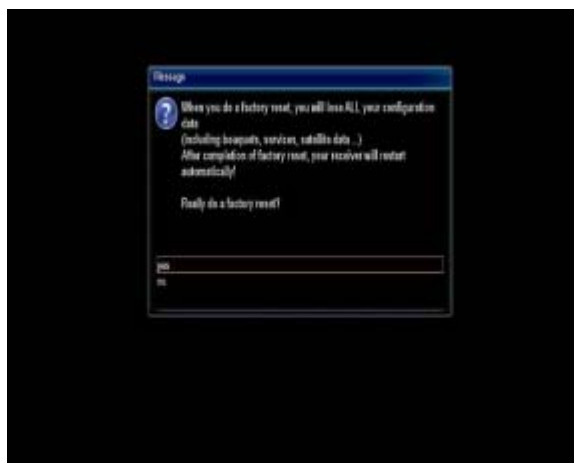 Message
When you do a factory reset, you will lose ALL your configuration
data
(including bouquets, services, satellite data ...)
After completion of factory reset, your receiver will restart
automatically!
Really do a factory reset?
yes
no